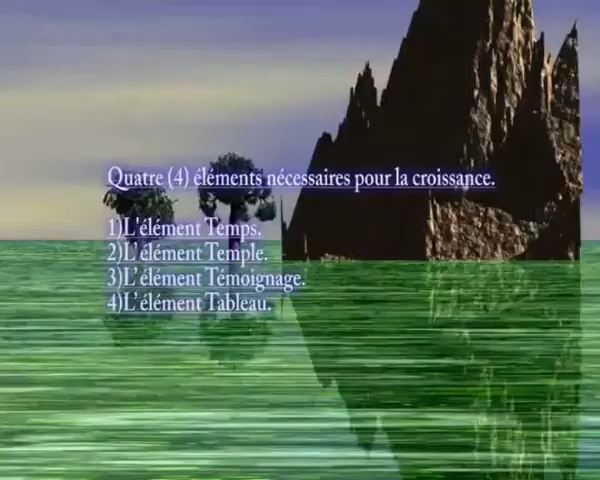 Quatre (4) éléments nécessaires pour la croissance.
1)L'élément Temps.
2)L'élément Temple.
3)L'élément Témoignage.
4)L'élément Tableau.